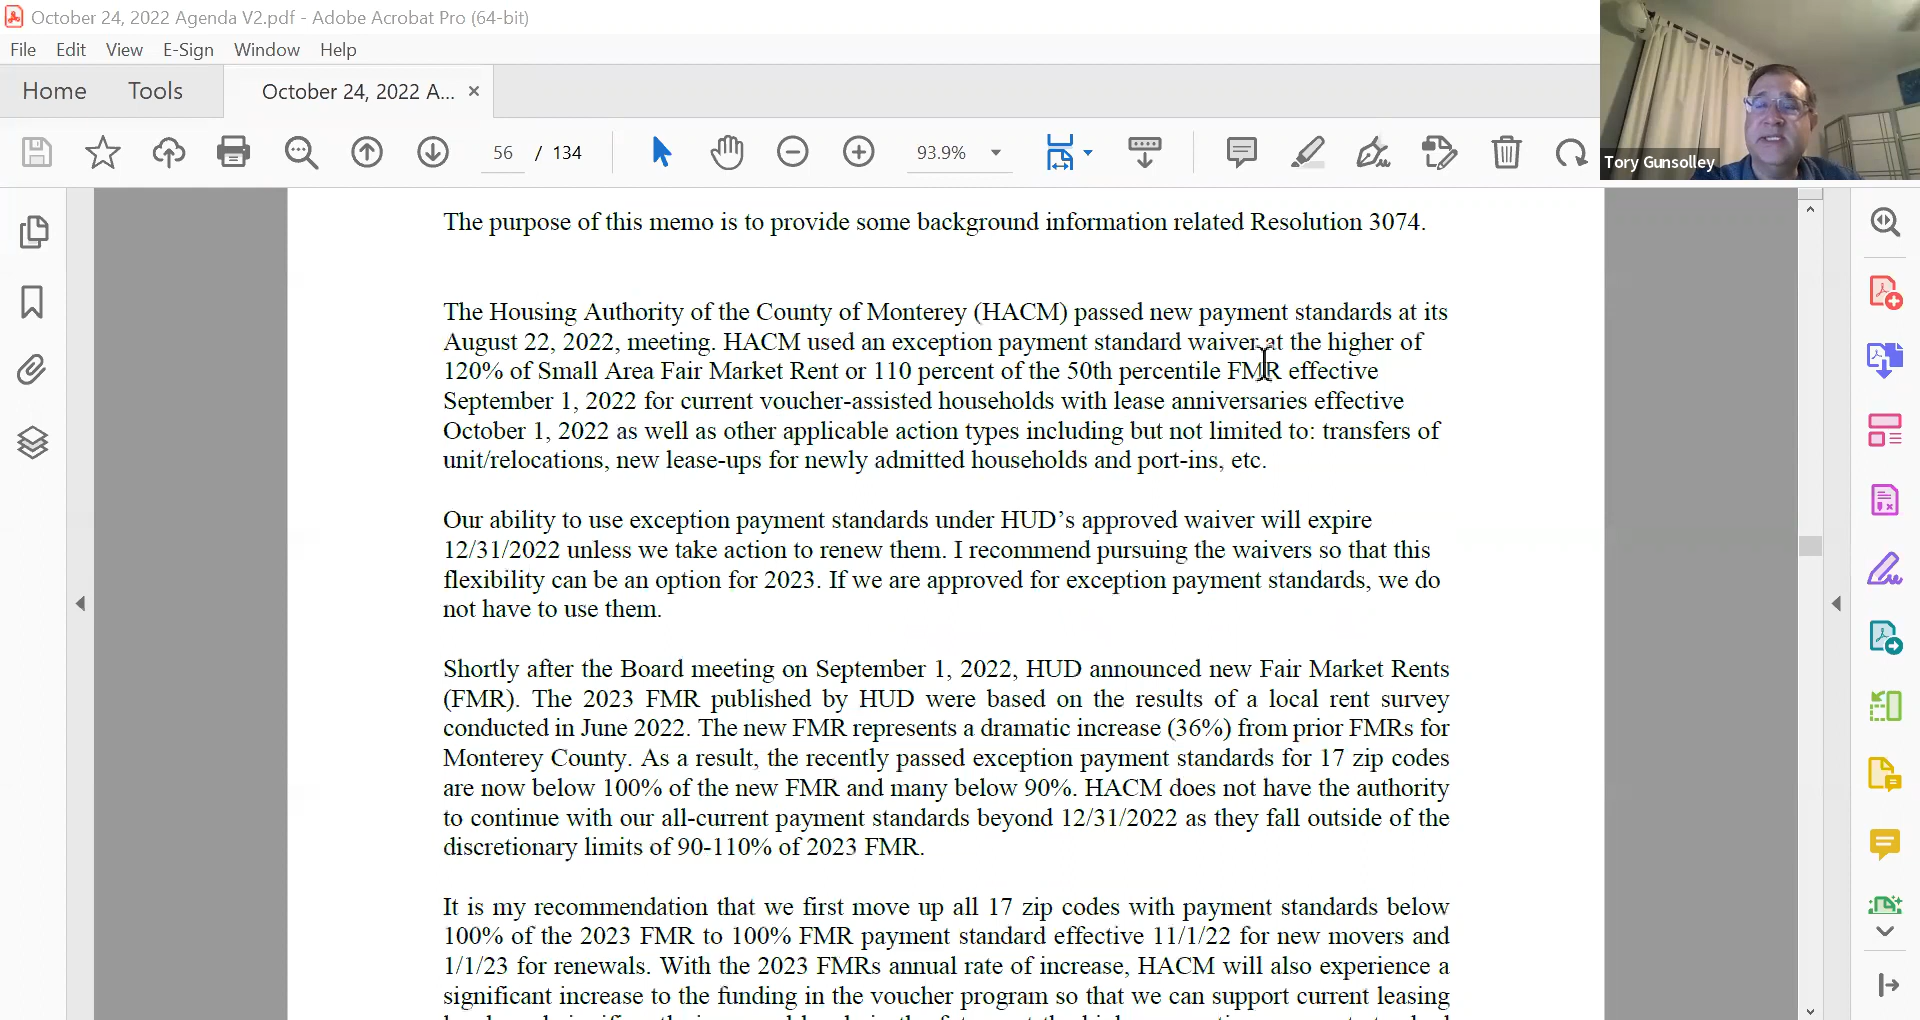 October 24, 2022 Agenda V2.pdf - Adobe Acrobat Pro (64-bit)
File Edit View E-Sign Window Help
Home Tools October 24, 2022 A... ×
56 / 134 93.9%
Tory Gunsolley
The purpose of this memo is to provide some background information related Resolution 3074.
The Housing Authority of the County of Monterey (HACM) passed new payment standards at its
August 22, 2022, meeting. HACM used an exception payment standard waiver at the higher of
120% of Small Area Fair Market Rent or 110 percent of the 50th percentile FMR effective
September 1, 2022 for current voucher-assisted households with lease anniversaries effective
October 1, 2022 as well as other applicable action types including but not limited to: transfers of
unit/relocations, new lease-ups for newly admitted households and port-ins, etc.
Our ability to use exception payment standards under HUD’s approved waiver will expire
12/31/2022 unless we take action to renew them. I recommend pursuing the waivers so that this
flexibility can be an option for 2023. If we are approved for exception payment standards, we do
not have to use them.
Shortly after the Board meeting on September 1, 2022, HUD announced new Fair Market Rents
(FMR). The 2023 FMR published by HUD were based on the results of a local rent survey
conducted in June 2022. The new FMR represents a dramatic increase (36%) from prior FMRs for
Monterey County. As a result, the recently passed exception payment standards for 17 zip codes
are now below 100% of the new FMR and many below 90%. HACM does not have the authority
to continue with our all-current payment standards beyond 12/31/2022 as they fall outside of the
discretionary limits of 90-110% of 2023 FMR.
It is my recommendation that we first move up all 17 zip codes with payment standards below
100% of the 2023 FMR to 100% FMR payment standard effective 11/1/22 for new movers and
1/1/23 for renewals. With the 2023 FMRs annual rate of increase, HACM will also experience a
significant increase to the funding in the voucher program so that we can support current leasing